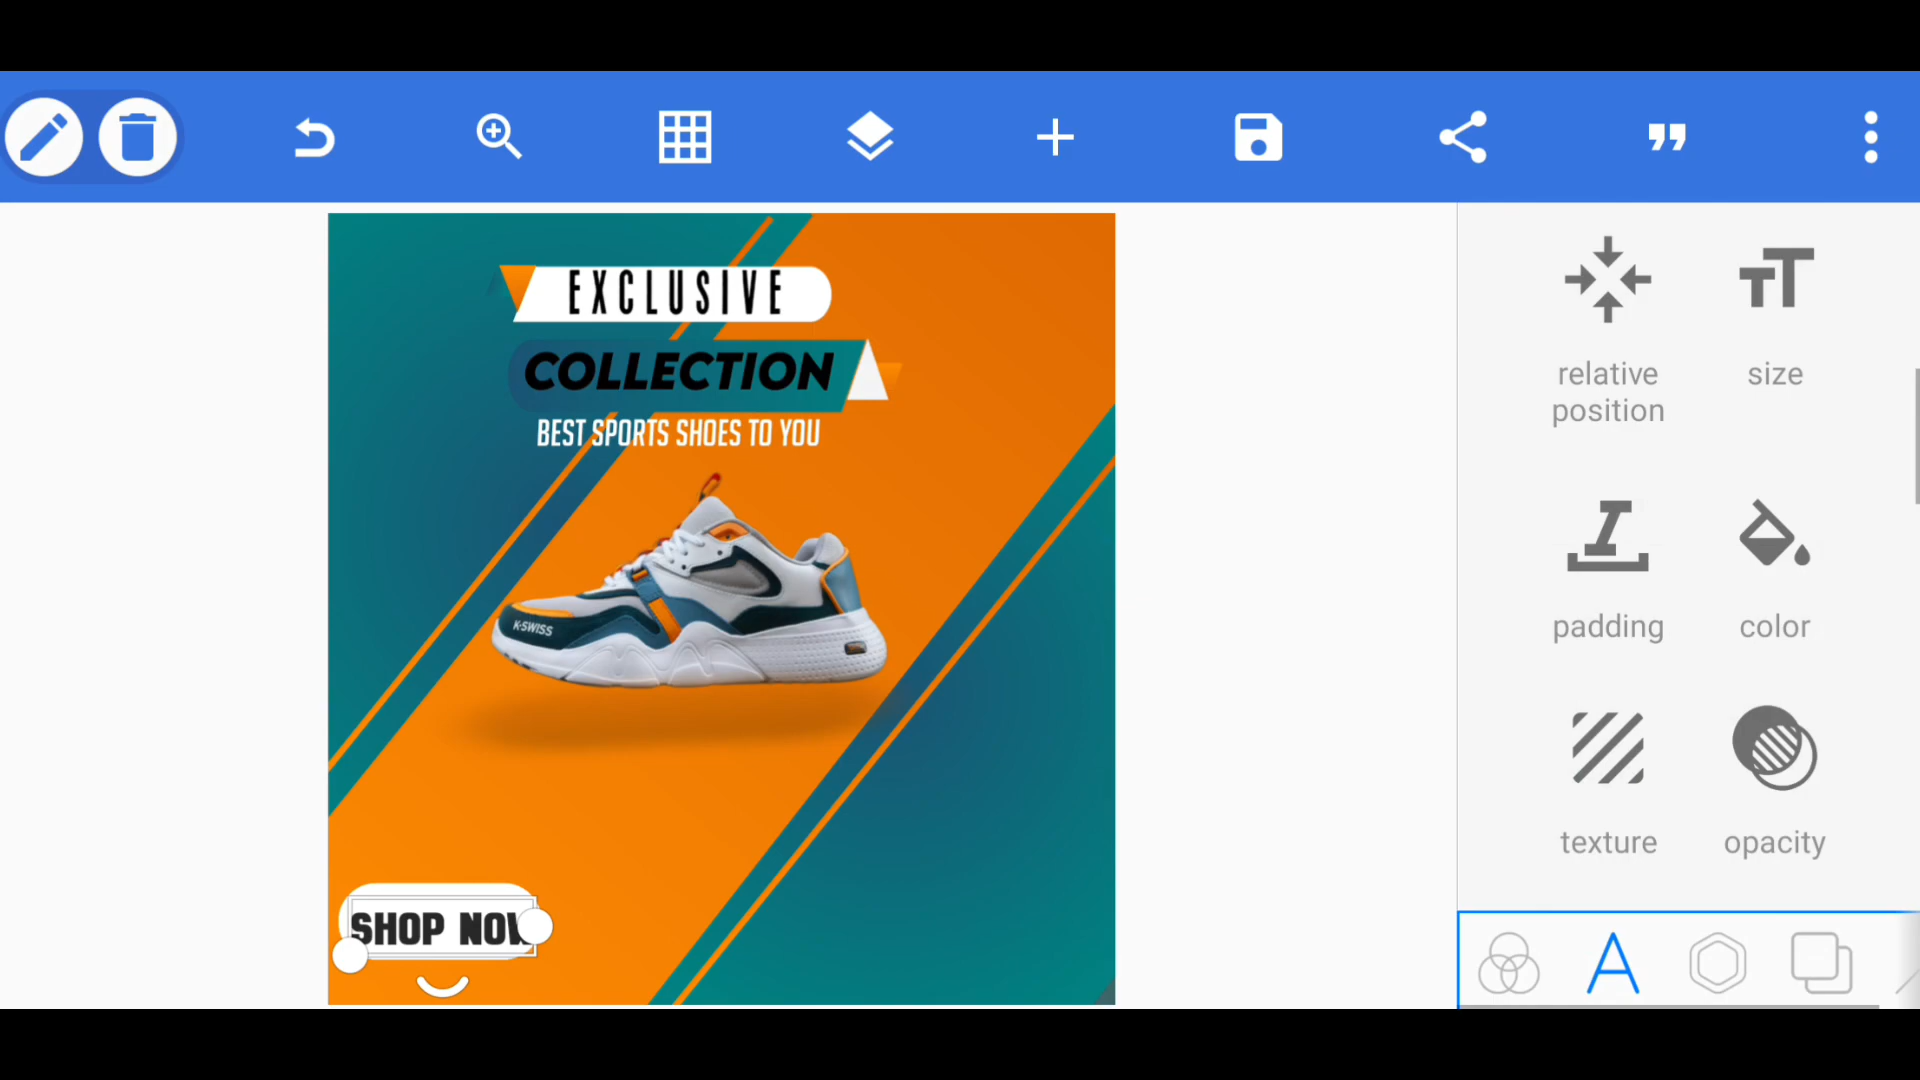 EXCLUSIVE
COLLECTION
BEST SPORTS SHOES TO YOU
K·SWISS
SHOP NOW
relative position
size
padding
color
texture
opacity